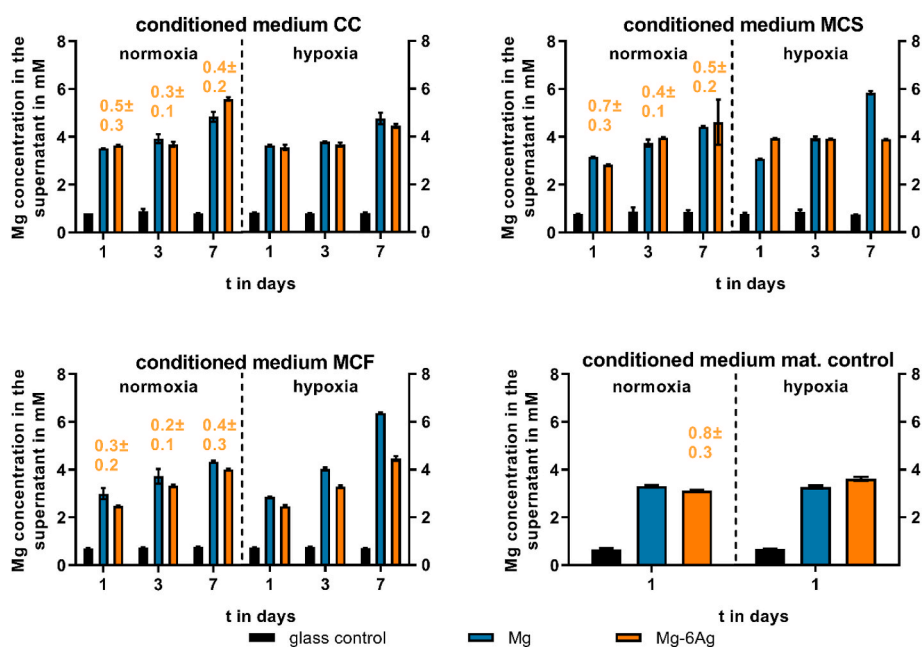 conditioned medium CC
normoxia
hypoxia
Mg concentration in the
supernatant in mM
8
6
4
2
0
0.5±
0.3
0.3±
0.1
0.4±
0.2
8
6
4
2
0
1
3
7
1
3
7
t in days
conditioned medium MCS
normoxia
hypoxia
Mg concentration in the
supernatant in mM
8
6
4
2
0
0.7±
0.3
0.4±
0.1
0.5±
0.2
8
6
4
2
0
1
3
7
1
3
7
t in days
conditioned medium MCF
normoxia
hypoxia
Mg concentration in the
supernatant in mM
8
6
4
2
0
0.3±
0.2
0.2±
0.1
0.4±
0.3
8
6
4
2
0
1
3
7
1
3
7
t in days
conditioned medium mat. control
normoxia
hypoxia
Mg concentration in the
supernatant in mM
8
6
4
2
0
0.8±
0.3
8
6
4
2
0
1
1
t in days
glass control
Mg
Mg-6Ag